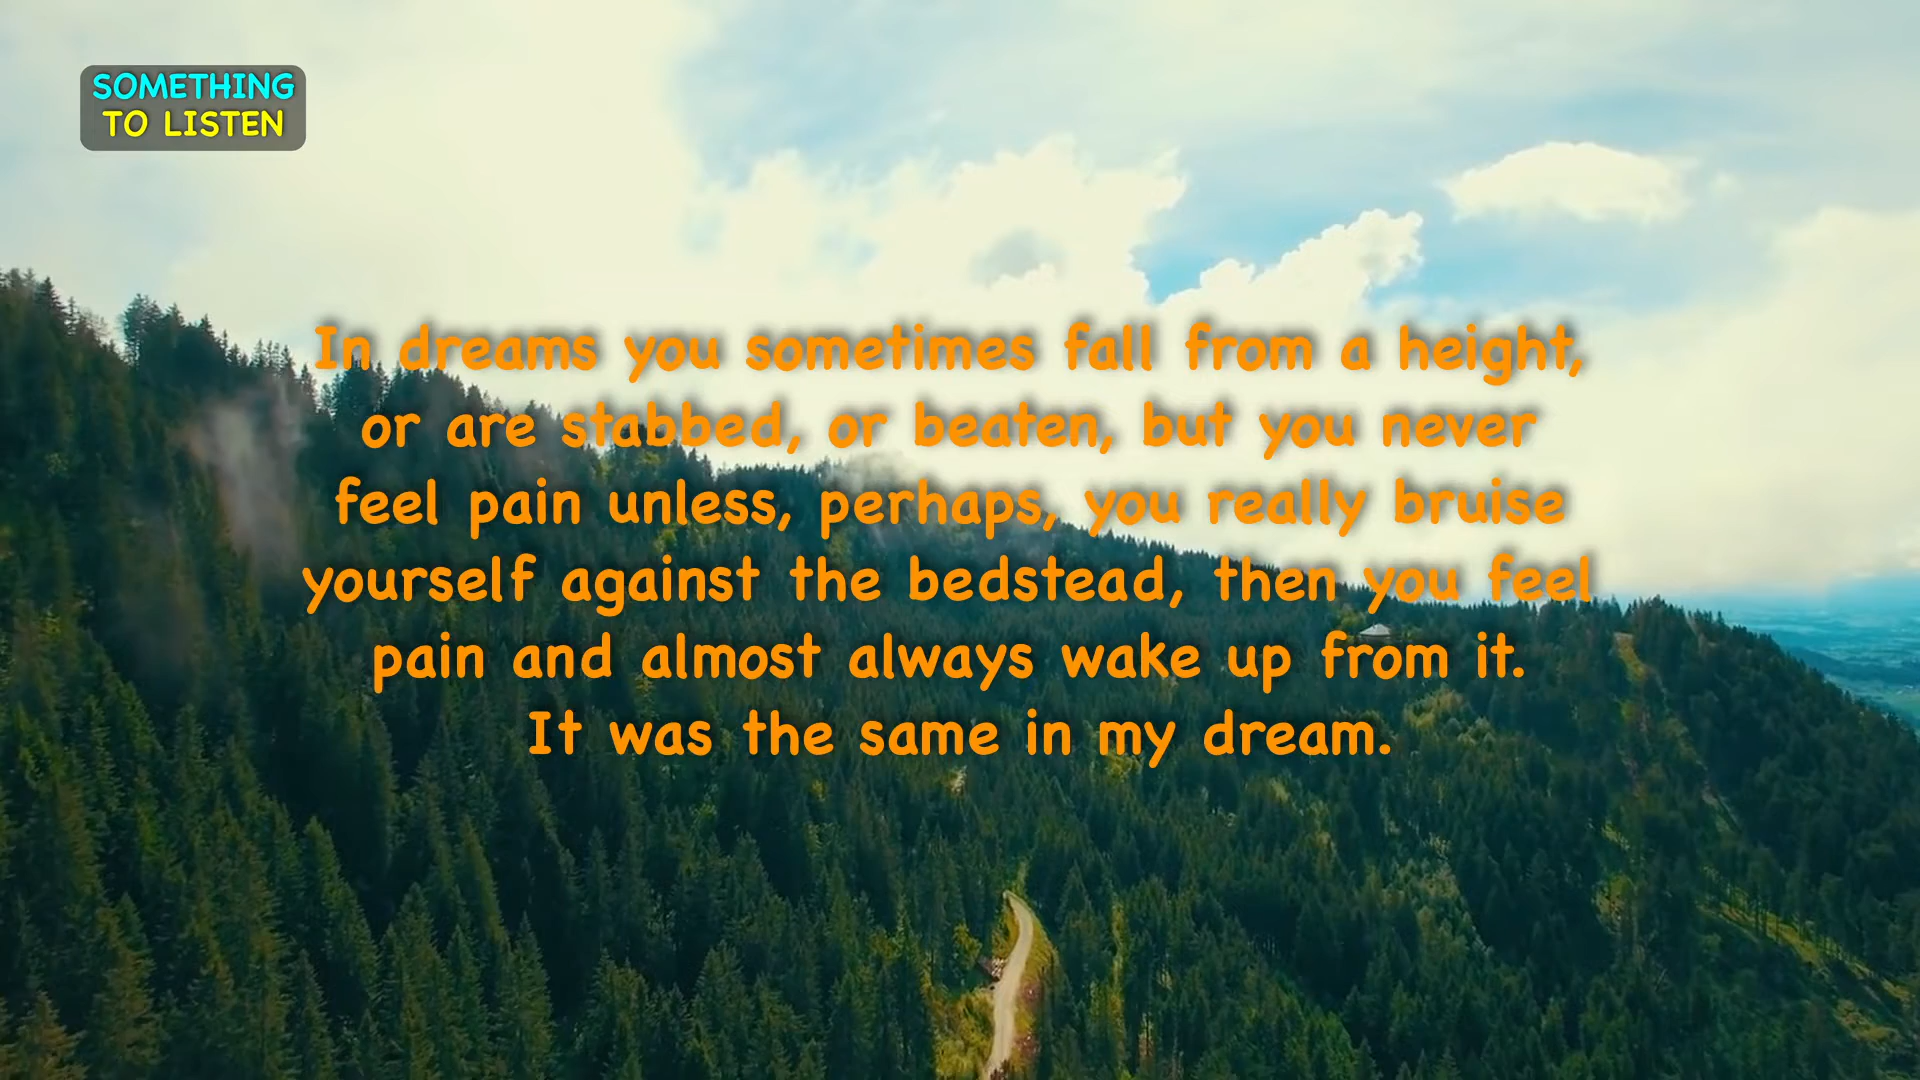 SOMETHING
TO LISTEN
In dreams you sometimes fall from a height,
or are stabbed, or beaten, but you never
feel pain unless, perhaps, you really bruise
yourself against the bedstead, then you feel
pain and almost always wake up from it.
It was the same in my dream.